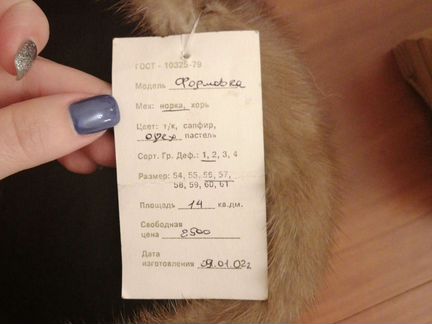 ГОСТ - 10325-79
Модель Формовка
Мех: норка, хорь
Цвет: т/к, сапфир,
орех пастель
Сорт. Гр. Деф.: 1, 2, 3, 4
Размер: 54, 55, 56, 57,
58, 59, 60, 61
Площадь 14 кв.дм.
Свободная
цена 2500
Дата
изготовления 09.01.02г